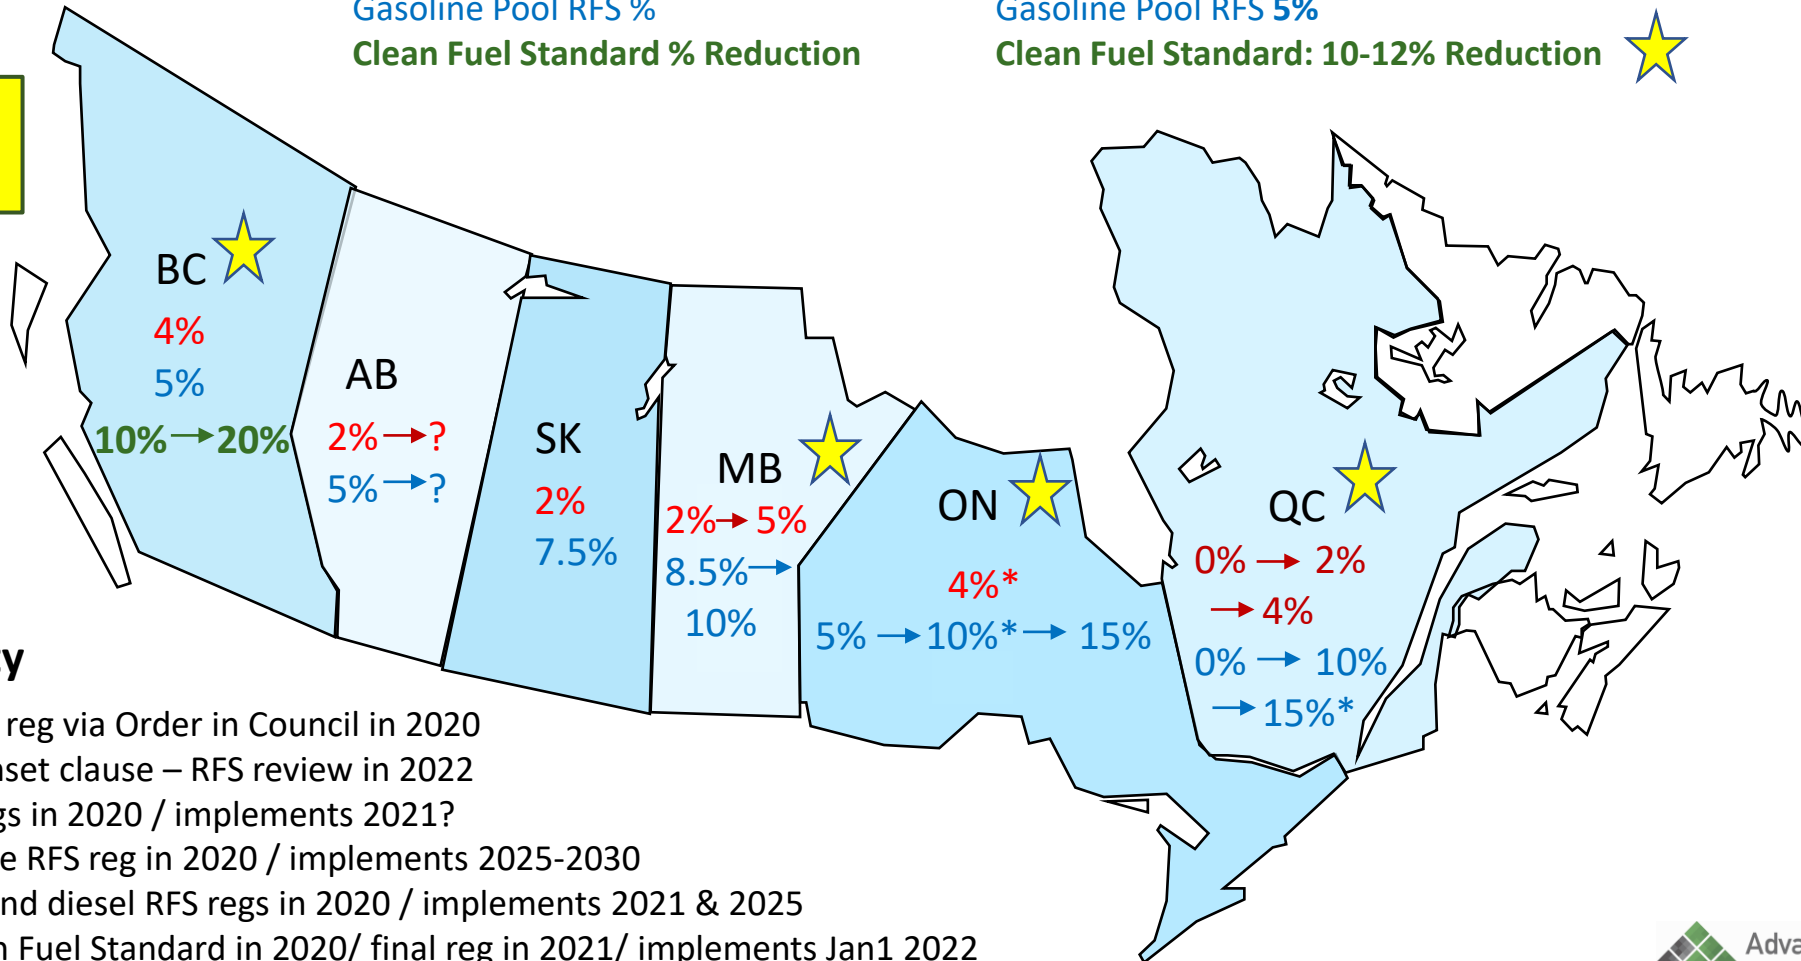 Gasoline Pool RFS %
Clean Fuel Standard % Reduction
Gasoline Pool RFS 5%
Clean Fuel Standard: 10-12% Reduction
BC
4%
5%
10% → 20%
AB
2% → ?
5% → ?
SK
2%
7.5%
MB
2% → 5%
8.5% →
10%
ON
4%*
5% → 10%* → 15%
QC
0% → 2%
→ 4%
0% → 10%
→ 15%*
reg via Order in Council in 2020
clause – RFS review in 2022
in 2020 / implements 2021?
RFS reg in 2020 / implements 2025-2030
diesel RFS regs in 2020 / implements 2021 & 2025
Fuel Standard in 2020/ final reg in 2021/ implements Jan1 2022